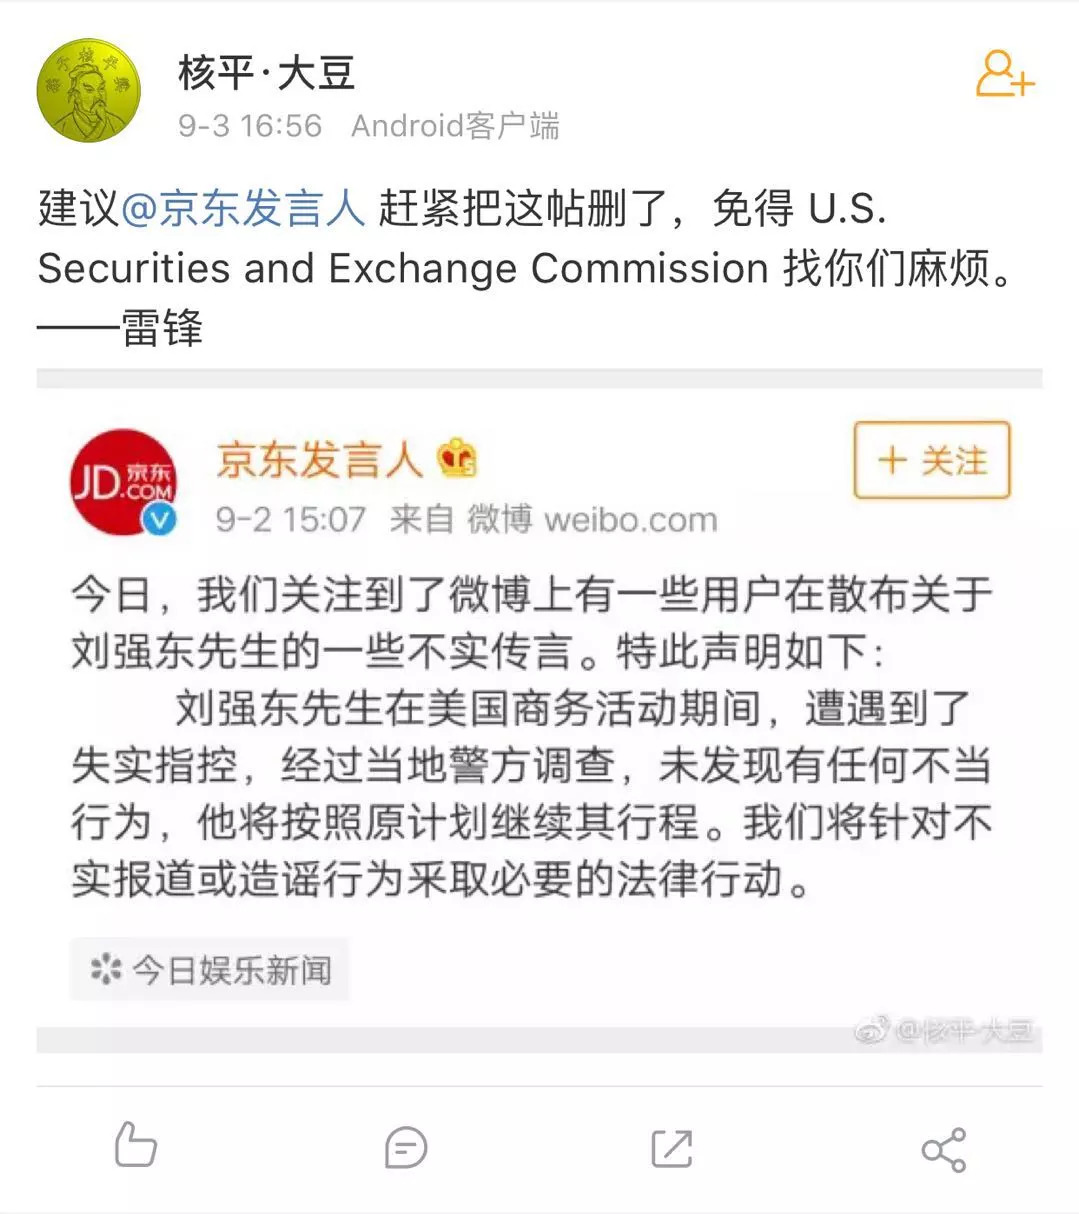 核平·大豆
9-3 16:56 Android客户端
建议@京东发言人 赶紧把这帖删了，免得 U.S.
Securities and Exchange Commission 找你们麻烦。
——雷锋
JD.京东
.COM
京东发言人
+ 关注
9-2 15:07 来自 微博 weibo.com
今日，我们关注到了微博上有一些用户在散布关于
刘强东先生的一些不实传言。特此声明如下：
刘强东先生在美国商务活动期间，遭遇到了
失实指控，经过当地警方调查，未发现有任何不当
行为，他将按照原计划继续其行程。我们将针对不
实报道或造谣行为采取必要的法律行动。
今日娱乐新闻
@核平·大豆